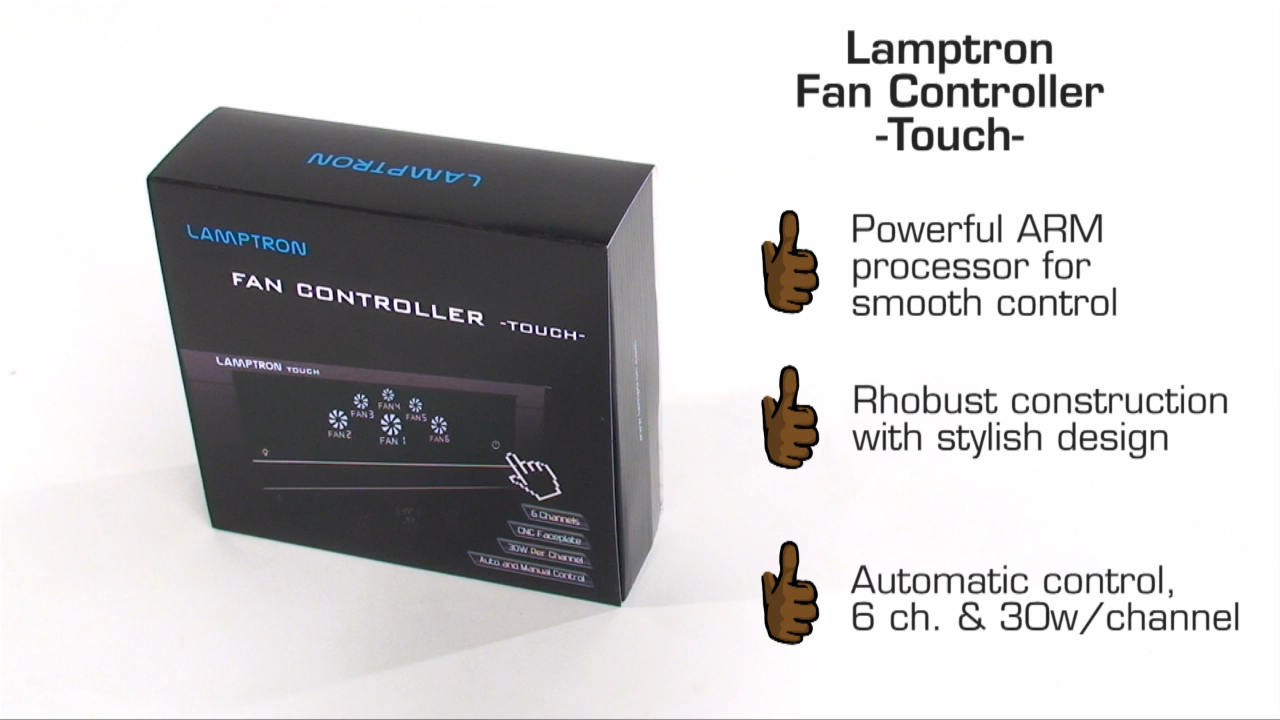 Lamptron
Fan Controller
-Touch-
Powerful ARM
processor for
smooth control
Rhobust construction
with stylish design
Automatic control,
6 ch. & 30w/channel
LAMPTRON
LAMPTRON
FAN CONTROLLER -TOUCH-
LAMPTRON TOUCH
FAN4
FAN3
FAN5
FAN2
FAN1
FAN6
6 Channels
CNC Faceplate
30W Per Channel
Auto and Manual Control